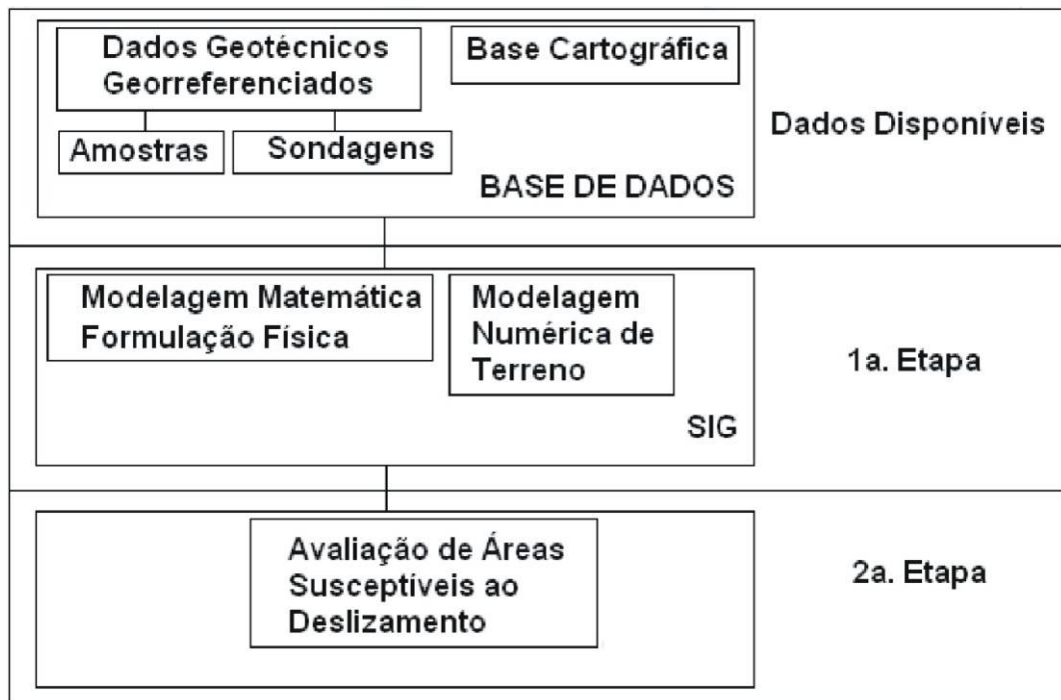 Dados Geotécnicos
Georreferenciados
Base Cartográfica
Amostras
Sondagens
BASE DE DADOS
Dados Disponíveis
Modelagem Matemática
Formulação Física
Modelagem
Numérica de
Terreno
SIG
1a. Etapa
Avaliação de Áreas
Susceptíveis ao
Deslizamento
2a. Etapa